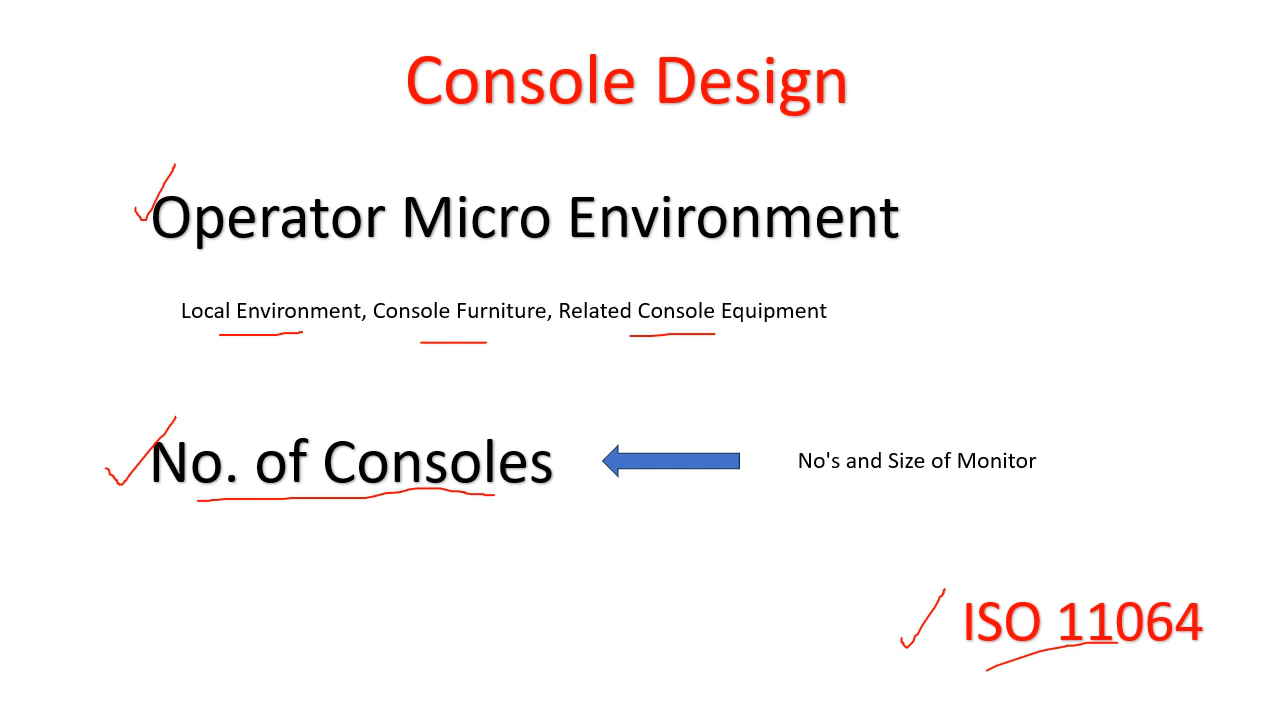 Console Design
Operator Micro Environment
Local Environment, Console Furniture, Related Console Equipment
No. of Consoles
No's and Size of Monitor
ISO 11064